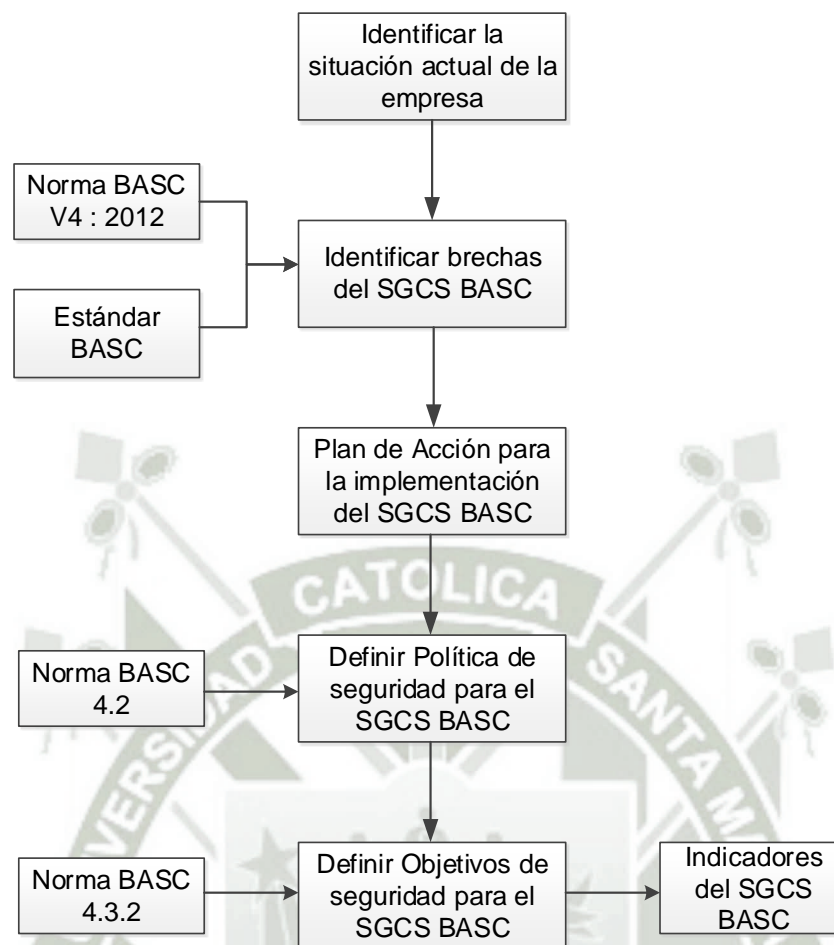 Identificar la
situación actual de la
empresa
Norma BASC
V4 : 2012
Identificar brechas
del SGCS BASC
Estándar
BASC
Plan de Acción para
la implementación
del SGCS BASC
CATOLICA
UNIVERSIDAD
SANTA MA
Norma BASC
4.2
Definir Política de
seguridad para el
SGCS BASC
Norma BASC
4.3.2
Definir Objetivos de
seguridad para el
SGCS BASC
Indicadores
del SGCS
BASC